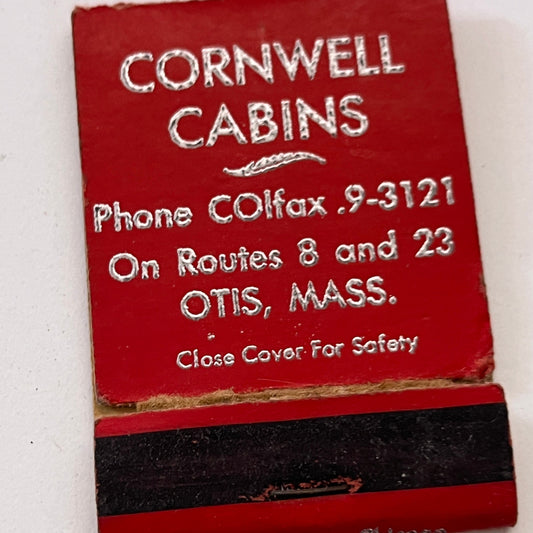 CORNWELL
CABINS
Phone COlfax .9-3121
On Routes 8 and 23
OTIS, MASS.
Close Cover For Safety